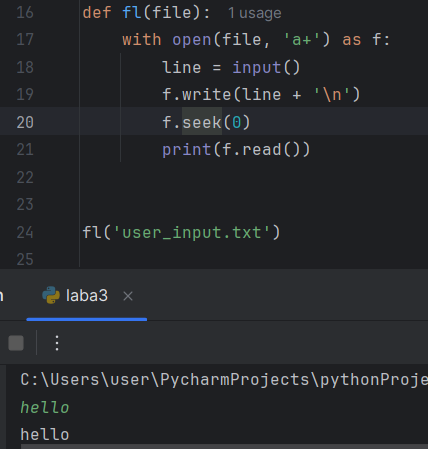 16 def fl(file): 1 usage
17 with open(file, 'a+') as f:
18 line = input()
19 f.write(line + '\n')
20 f.seek(0)
21 print(f.read())
22
23
24 fl('user_input.txt')
25
n laba3 ×
C:\Users\user\PycharmProjects\pythonProje
hello
hello